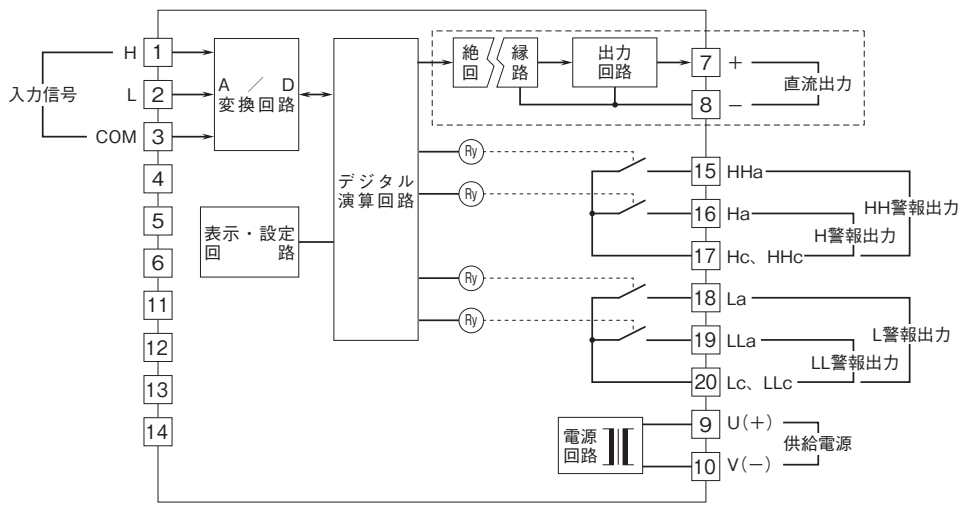 入力信号
H
1
L
2
COM
3
4
5
6
11
12
13
14
A／D
変換回路
表示・設定
回 路
デジタル
演算回路
絶 縁
回 路
出力
回路
7
＋
8
－
直流出力
Ry
Ry
Ry
Ry
15
HHa
16
Ha
17
Hc、HHc
H警報出力
HH警報出力
18
La
19
LLa
20
Lc、LLc
LL警報出力
L警報出力
電源
回路
9
U(＋)
10
V(－)
供給電源